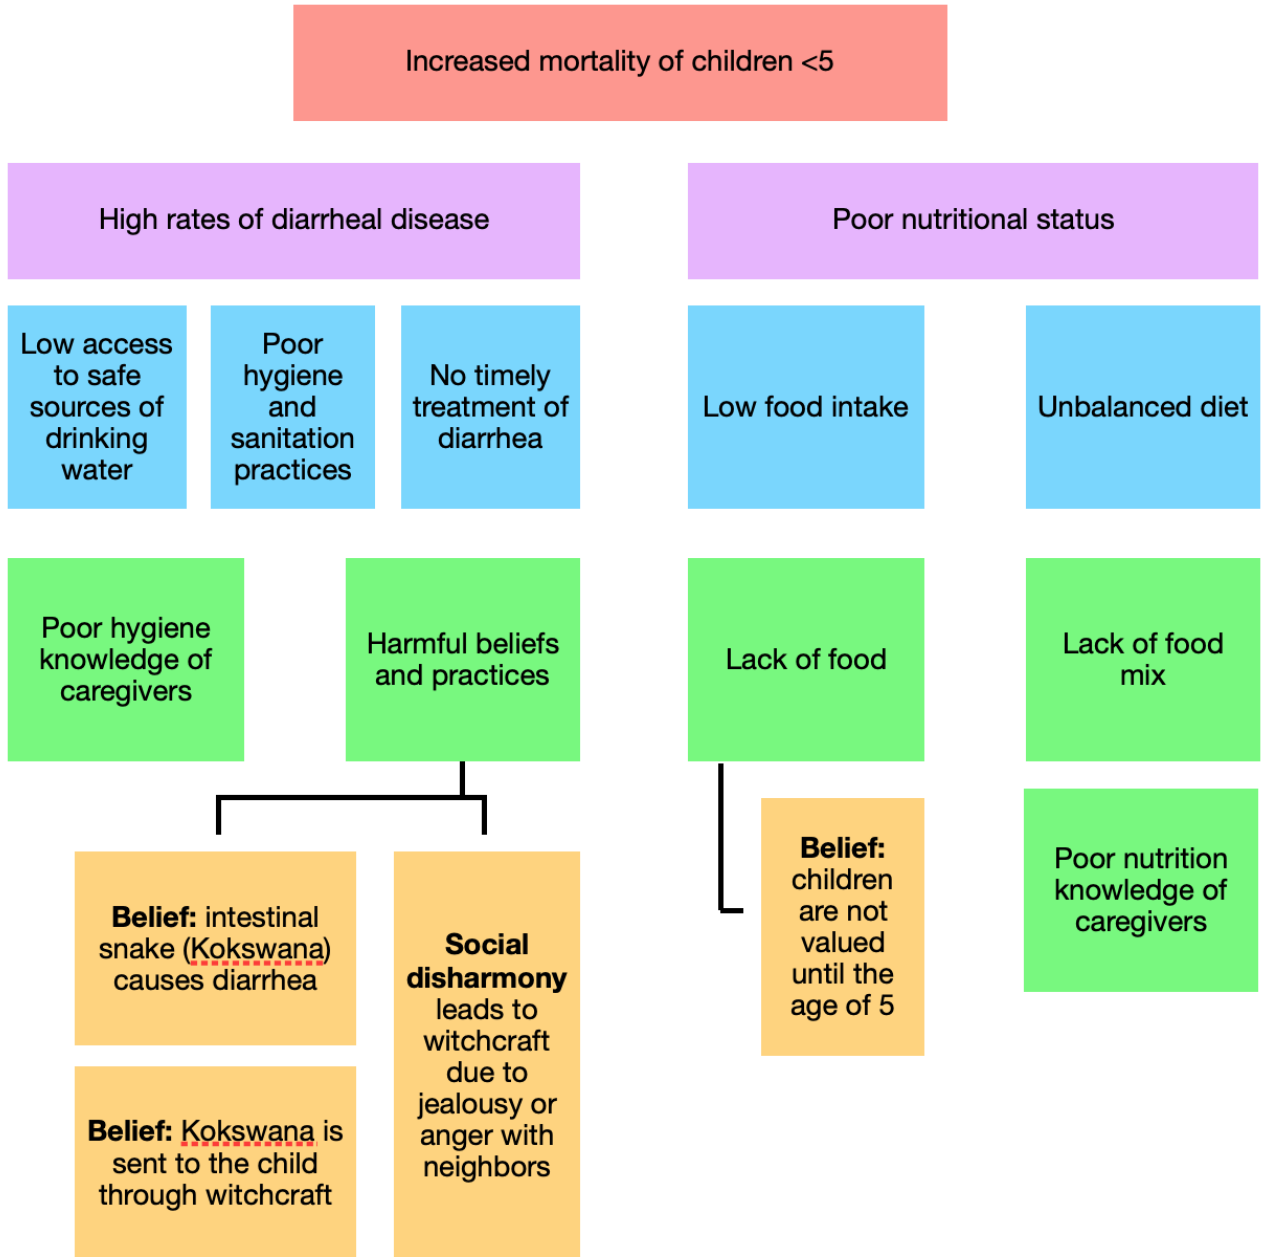 Increased mortality of children <5
High rates of diarrheal disease
Poor nutritional status
Low access
to safe
sources of
drinking
water
Poor
hygiene
and
sanitation
practices
No timely
treatment of
diarrhea
Low food intake
Unbalanced diet
Poor hygiene
knowledge of
caregivers
Harmful beliefs
and practices
Lack of food
Lack of food
mix
Belief: intestinal
snake (Kokswana)
causes diarrhea
Belief: Kokswana is
sent to the child
through witchcraft
Social
disharmony
leads to
witchcraft
due to
jealousy or
anger with
neighbors
Belief:
children
are not
valued
until the
age of 5
Poor nutrition
knowledge of
caregivers